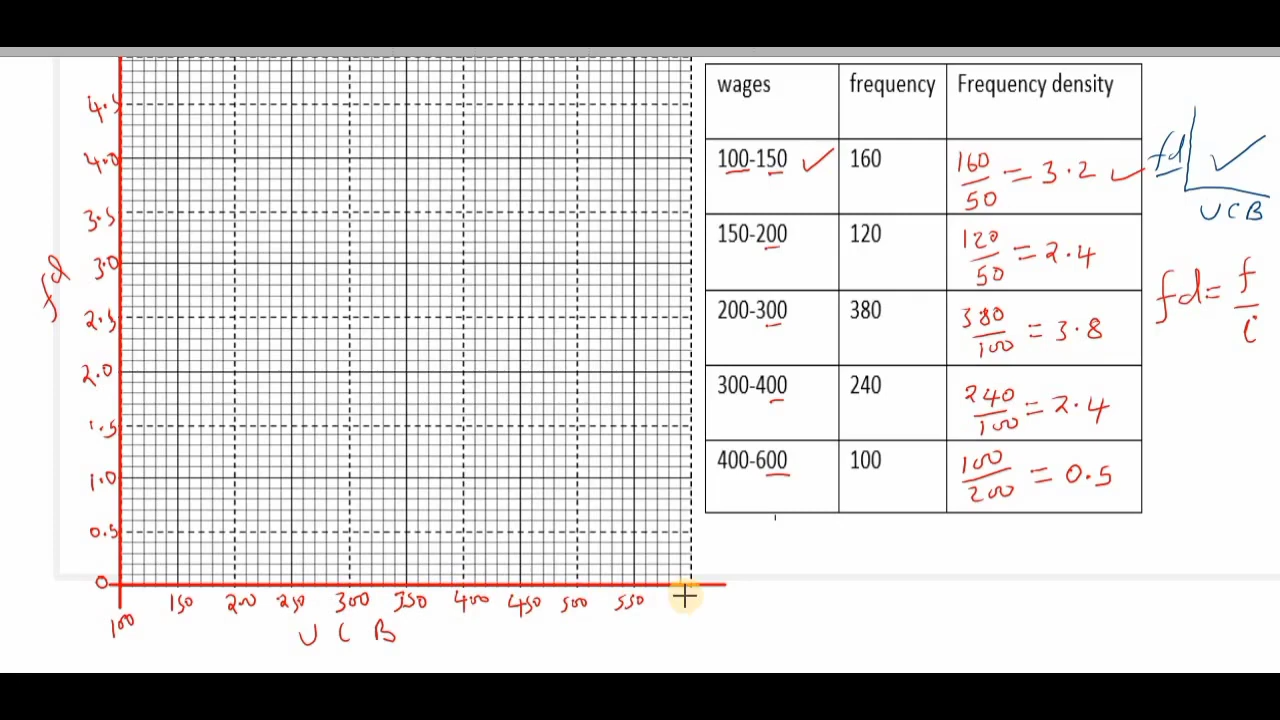 4.5
4.0
3.5
3.0
2.5
2.0
1.5
1.0
0.5
0
fd
100 150 200 250 300 350 400 450 500 550
U C B
wages frequency Frequency density
100-150 160 160/50 = 3.2
150-200 120 120/50 = 2.4
200-300 380 380/100 = 3.8
300-400 240 240/100 = 2.4
400-600 100 100/200 = 0.5
fd
UCB
fd = f/i